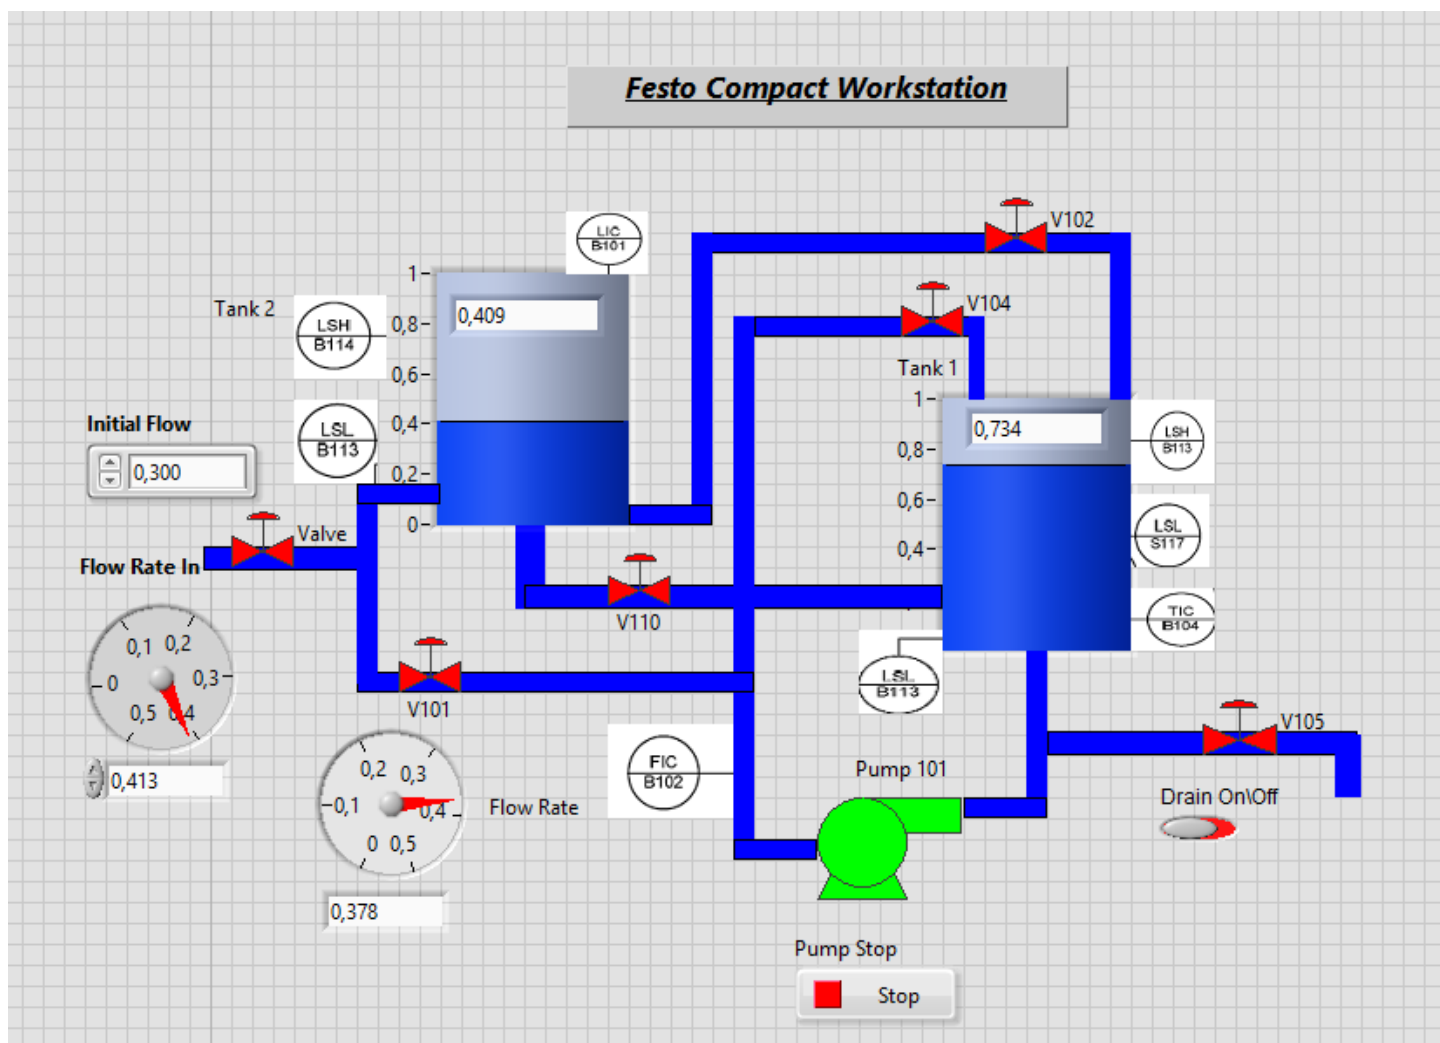 Festo Compact Workstation
V102
LIC
B101
V104
Tank 2
LSH
B114
1
0,8
0,6
0,4
0,2
0
0,409
Tank 1
1
0,8
0,6
0,4
0,734
LSH
B113
LSL
B113
Initial Flow
0,300
LSL
S117
Valve
Flow Rate In
TIC
B104
V110
0
0,1
0,2
0,3
0,4
0,5
LSL
B113
V101
V105
0,413
FIC
B102
Pump 101
0
0,1
0,2
0,3
0,4
0,5
Flow Rate
Drain On\Off
0,378
Pump Stop
Stop